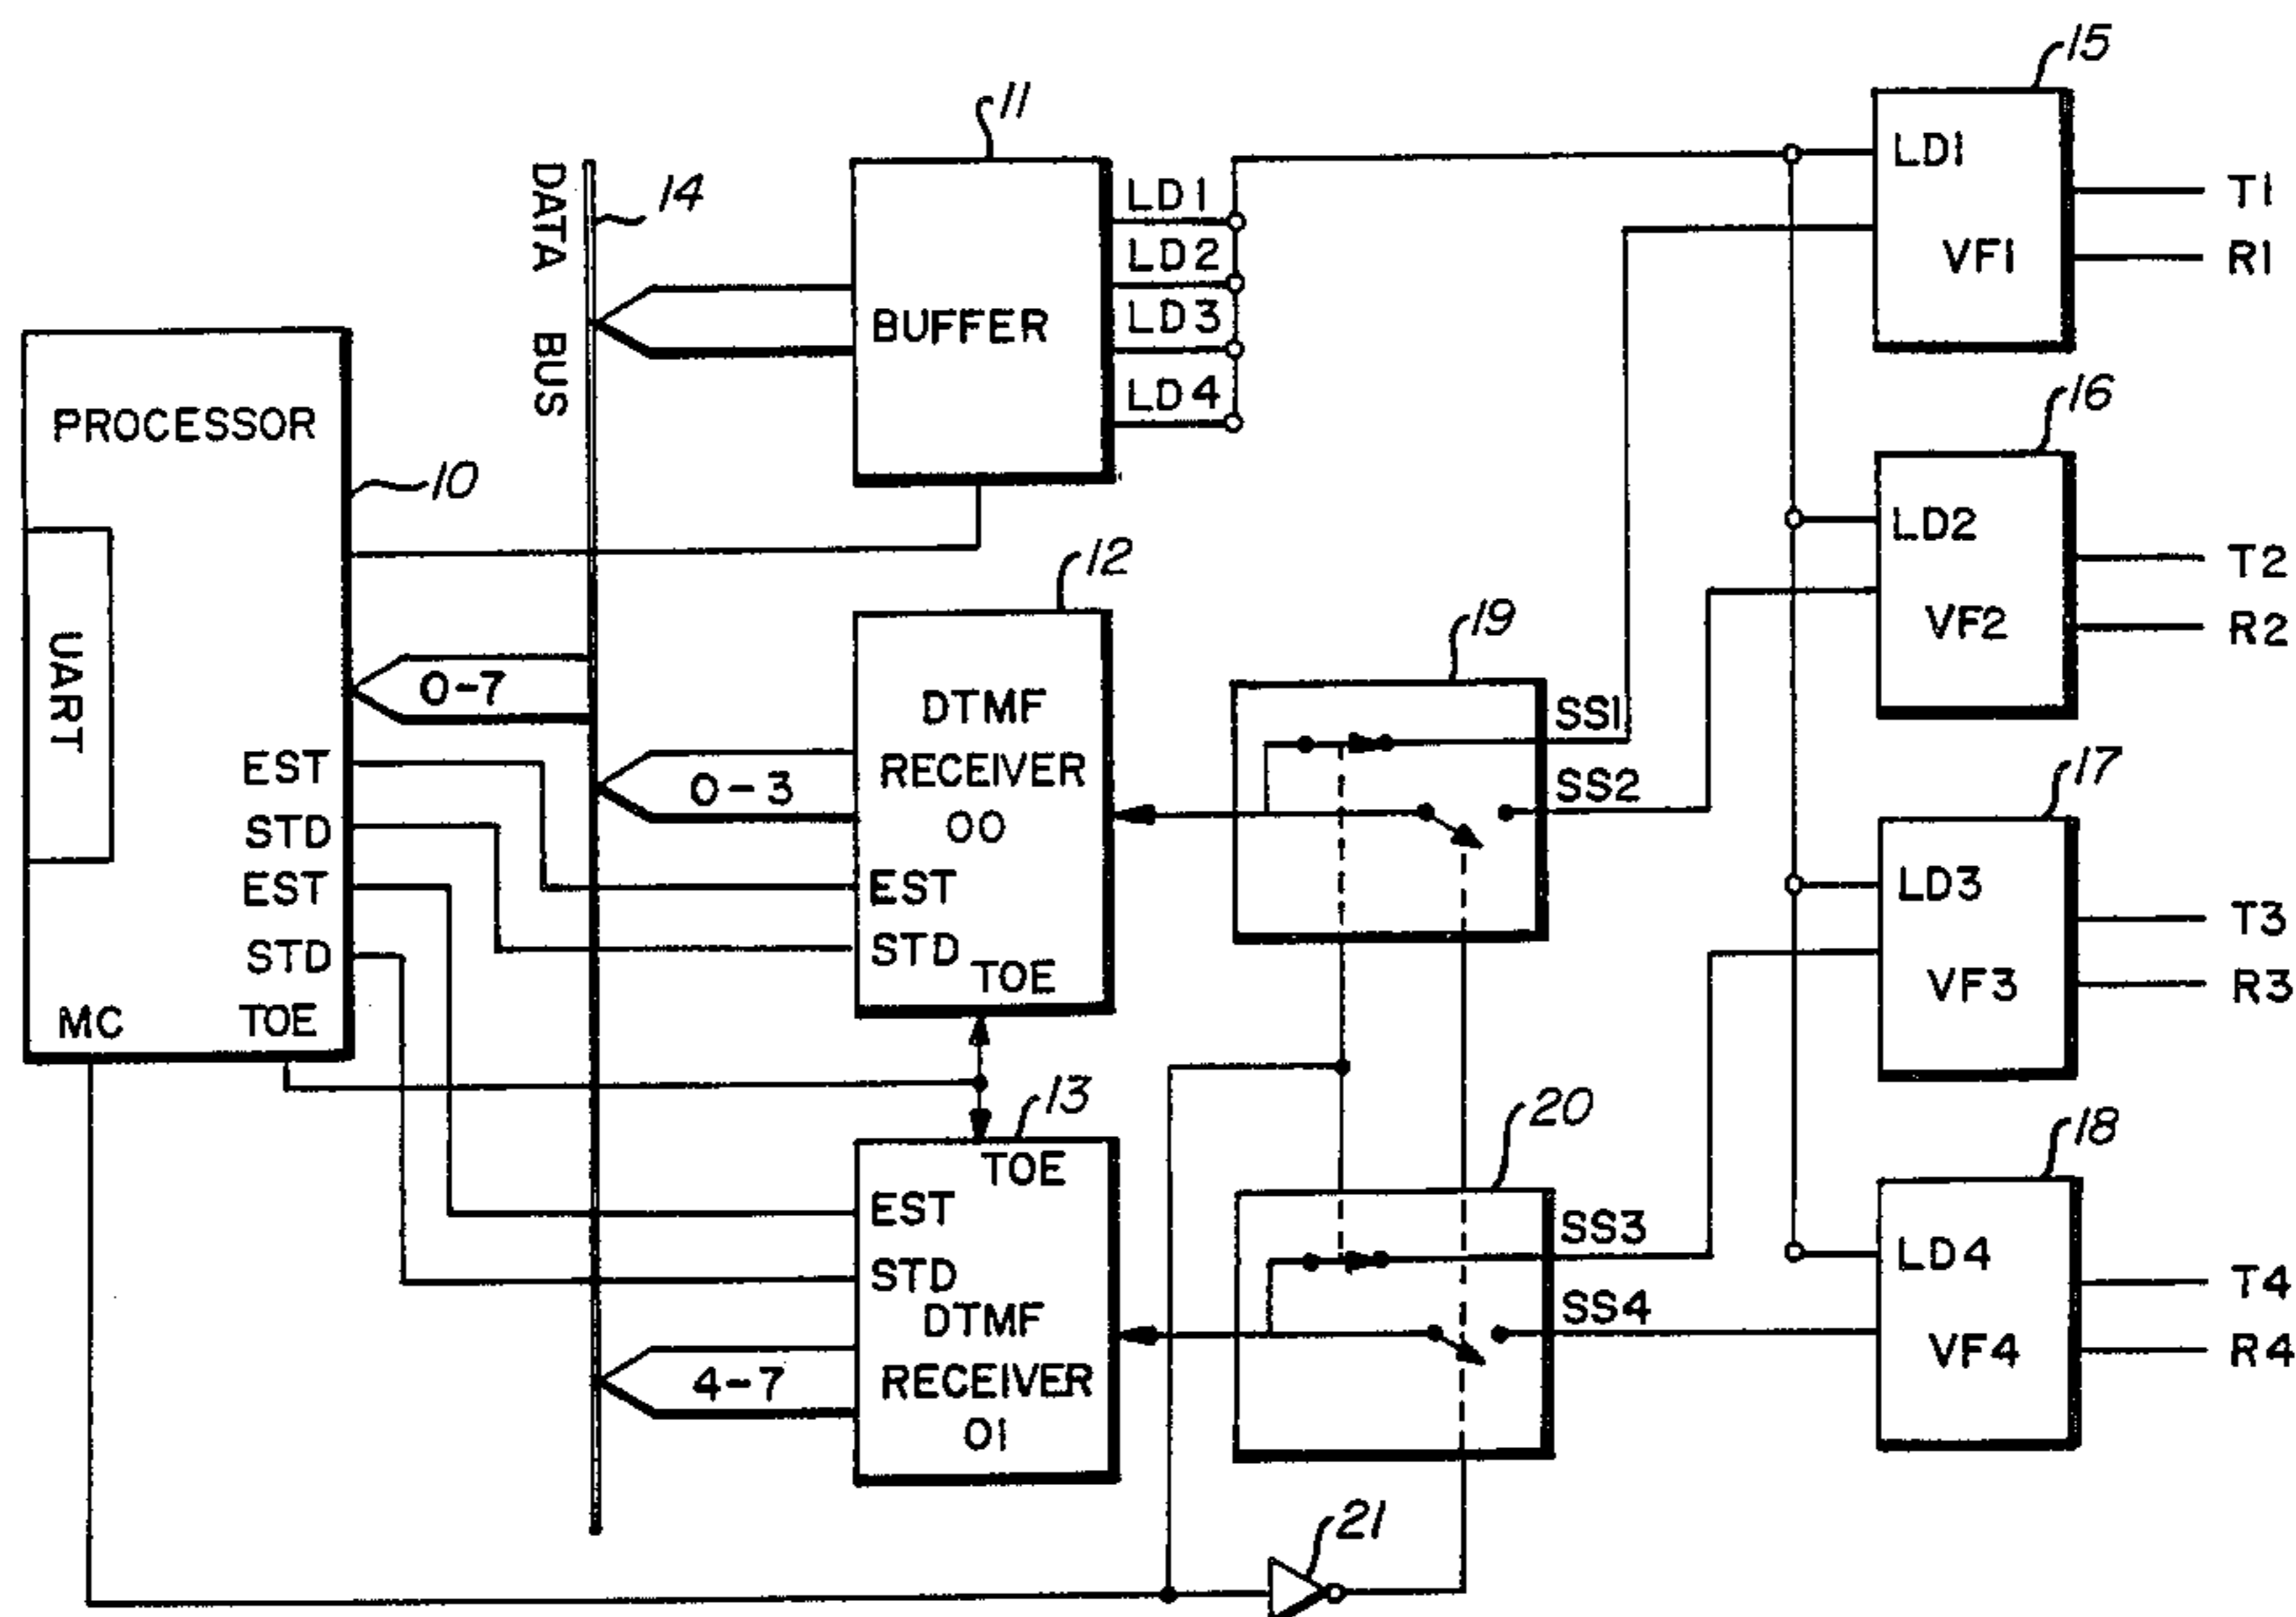 PROCESSOR
10
UART
EST
STD
EST
STD
MC
TOE
DATA BUS
14
0-7
0-3
4-7
11
BUFFER
LD1
LD2
LD3
LD4
12
DTMF
RECEIVER
00
EST
STD
TOE
13
TOE
EST
STD
DTMF
RECEIVER
01
19
SS1
SS2
20
SS3
SS4
21
15
LD1
VF1
T1
R1
16
LD2
VF2
T2
R2
17
LD3
VF3
T3
R3
18
LD4
VF4
T4
R4